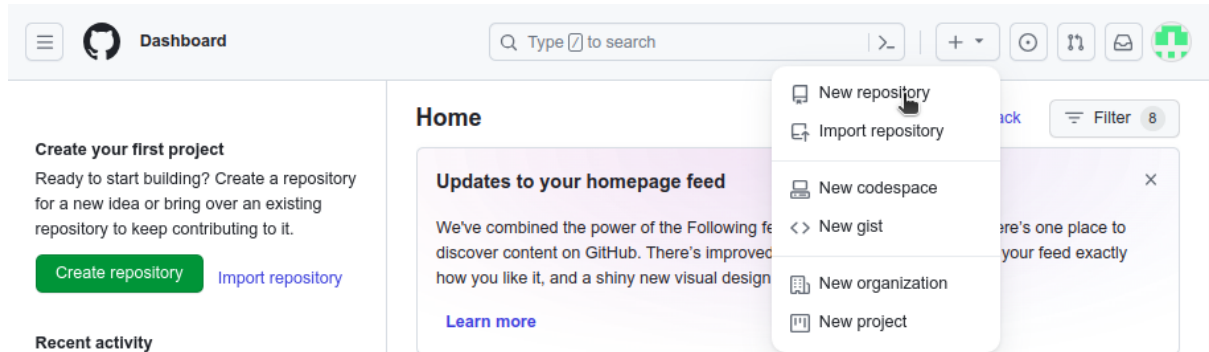 Dashboard
Type / to search
Home
ack
Filter 8
New repository
Import repository
New codespace
New gist
New organization
New project
Create your first project
Ready to start building? Create a repository
for a new idea or bring over an existing
repository to keep contributing to it.
Create repository Import repository
Recent activity
Updates to your homepage feed
We've combined the power of the Following fe ere's one place to
discover content on GitHub. There's improved your feed exactly
how you like it, and a shiny new visual design
Learn more